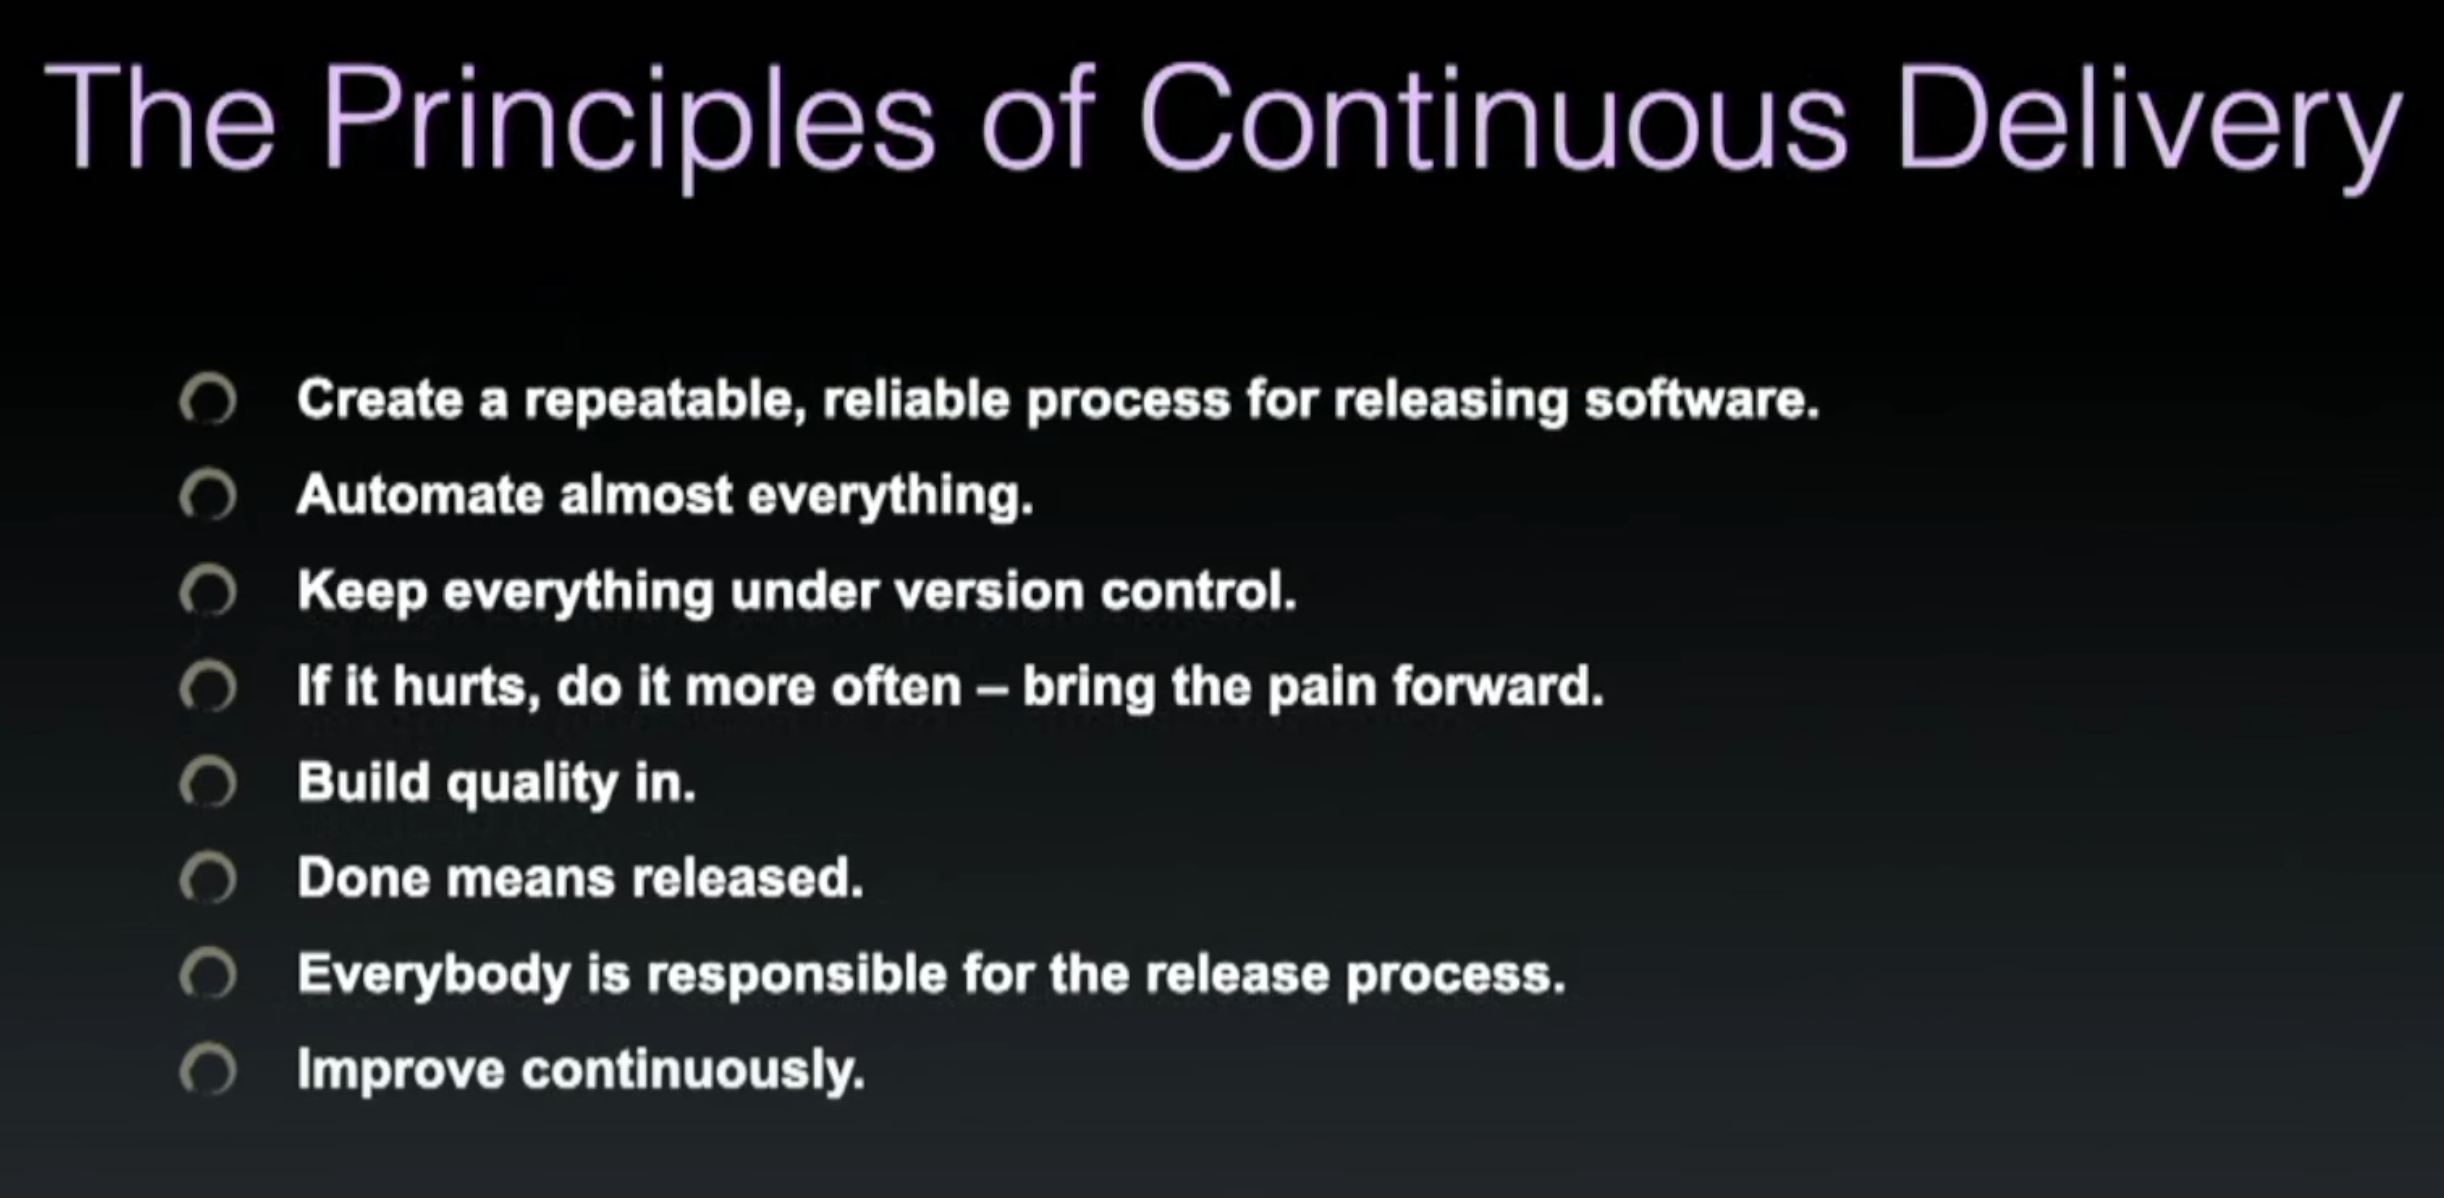 The Principles of Continuous Delivery
Create a repeatable, reliable process for releasing software.
Automate almost everything.
Keep everything under version control.
If it hurts, do it more often – bring the pain forward.
Build quality in.
Done means released.
Everybody is responsible for the release process.
Improve continuously.